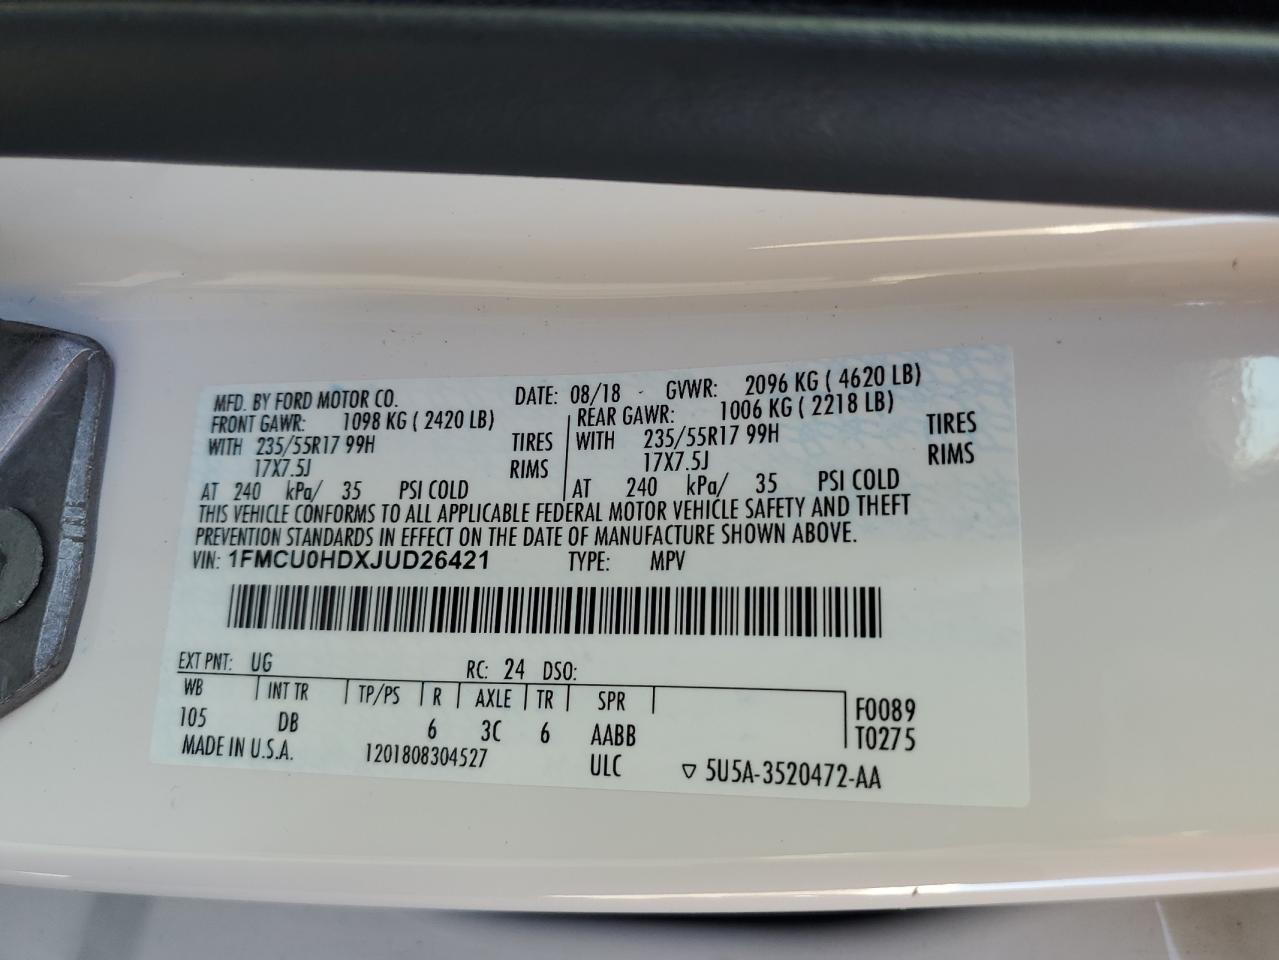 MFD. BY FORD MOTOR CO. DATE: 08/18 GVWR: 2096 KG ( 4620 LB)
FRONT GAWR: 1098 KG ( 2420 LB) REAR GAWR: 1006 KG ( 2218 LB)
WITH 235/55R17 99H TIRES WITH 235/55R17 99H TIRES
17X7.5J RIMS 17X7.5J RIMS
AT 240 kPa/ 35 PSI COLD AT 240 kPa/ 35 PSI COLD
THIS VEHICLE CONFORMS TO ALL APPLICABLE FEDERAL MOTOR VEHICLE SAFETY AND THEFT
PREVENTION STANDARDS IN EFFECT ON THE DATE OF MANUFACTURE SHOWN ABOVE.
VIN: 1FMCU0HDXJUD26421 TYPE: MPV
EXT PNT: UG RC: 24 DSO:
WB INT TR TP/PS R AXLE TR SPR F0089
105 DB 6 3C 6 AABB T0275
MADE IN U.S.A. 1201808304527 ULC ▽ 5U5A-3520472-AA